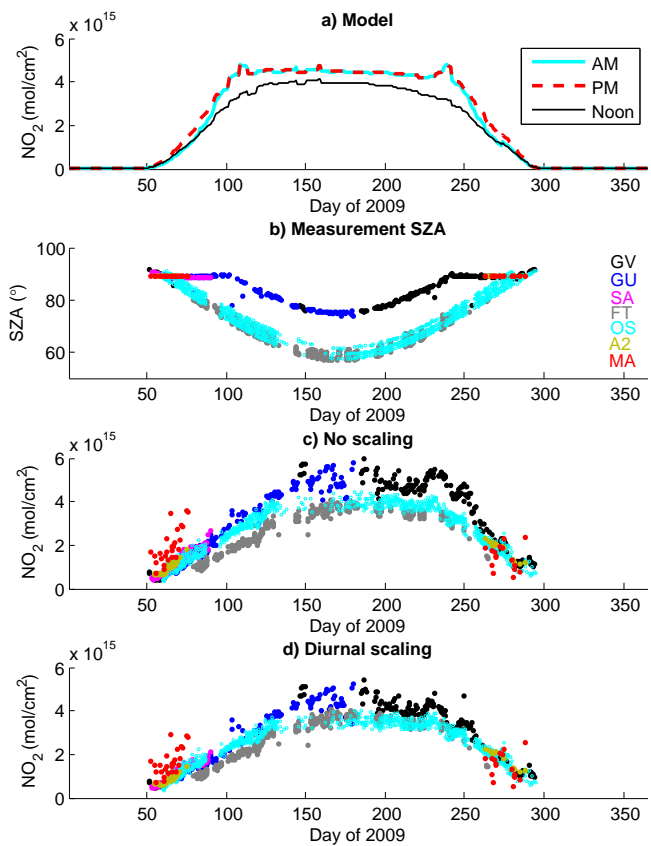 a) Model
x 10^15
6
4
2
0
NO₂ (mol/cm²)
AM
PM
Noon
50 100 150 200 250 300 350
Day of 2009
b) Measurement SZA
100
80
60
SZA (°)
GV
GU
SA
FT
OS
A2
MA
50 100 150 200 250 300 350
Day of 2009
c) No scaling
x 10^15
6
4
2
0
NO₂ (mol/cm²)
50 100 150 200 250 300 350
Day of 2009
d) Diurnal scaling
x 10^15
6
4
2
0
NO₂ (mol/cm²)
50 100 150 200 250 300 350
Day of 2009